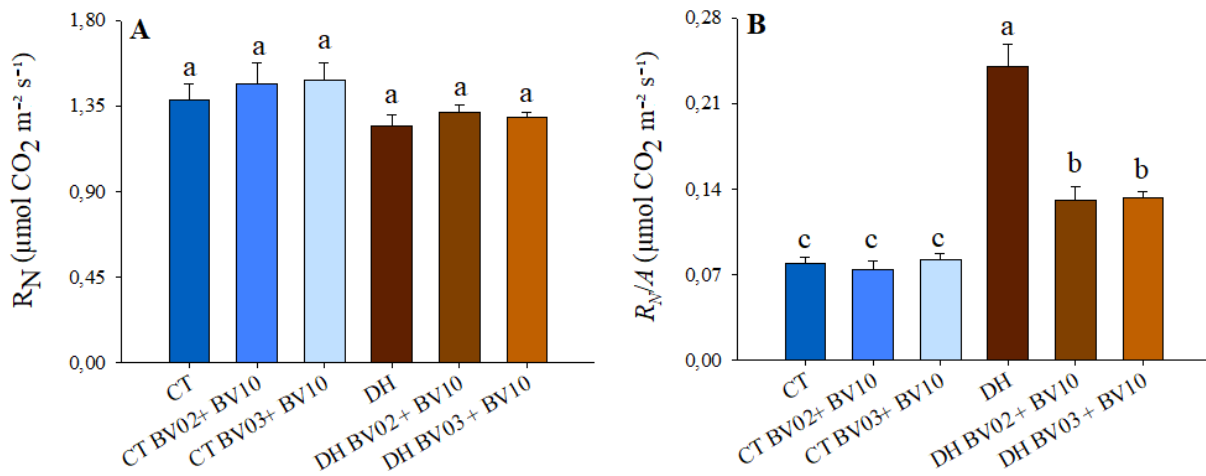 A
R_N (µmol CO₂ m⁻² s⁻¹)
1,80
1,35
0,90
0,45
0,00
a
a
a
a
a
a
CT
CT BV02+ BV10
CT BV03+ BV10
DH
DH BV02 + BV10
DH BV03 + BV10
B
R_N/A (µmol CO₂ m⁻² s⁻¹)
0,28
0,21
0,14
0,07
0,00
c
c
c
a
b
b
CT
CT BV02+ BV10
CT BV03+ BV10
DH
DH BV02 + BV10
DH BV03 + BV10